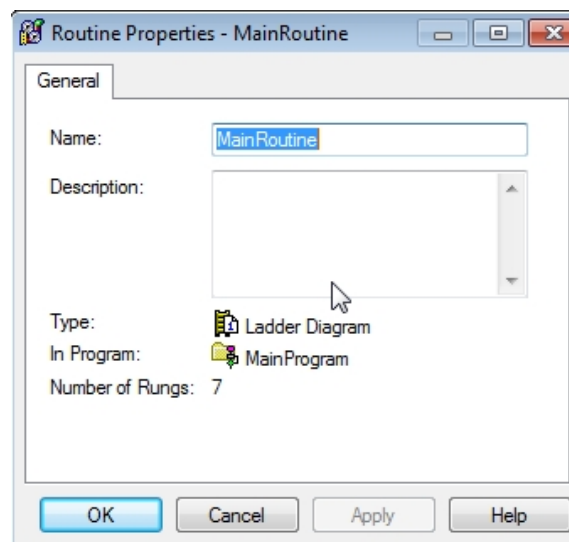 Routine Properties - MainRoutine
General
Name: MainRoutine
Description:
Type: Ladder Diagram
In Program: MainProgram
Number of Rungs: 7
OK Cancel Apply Help